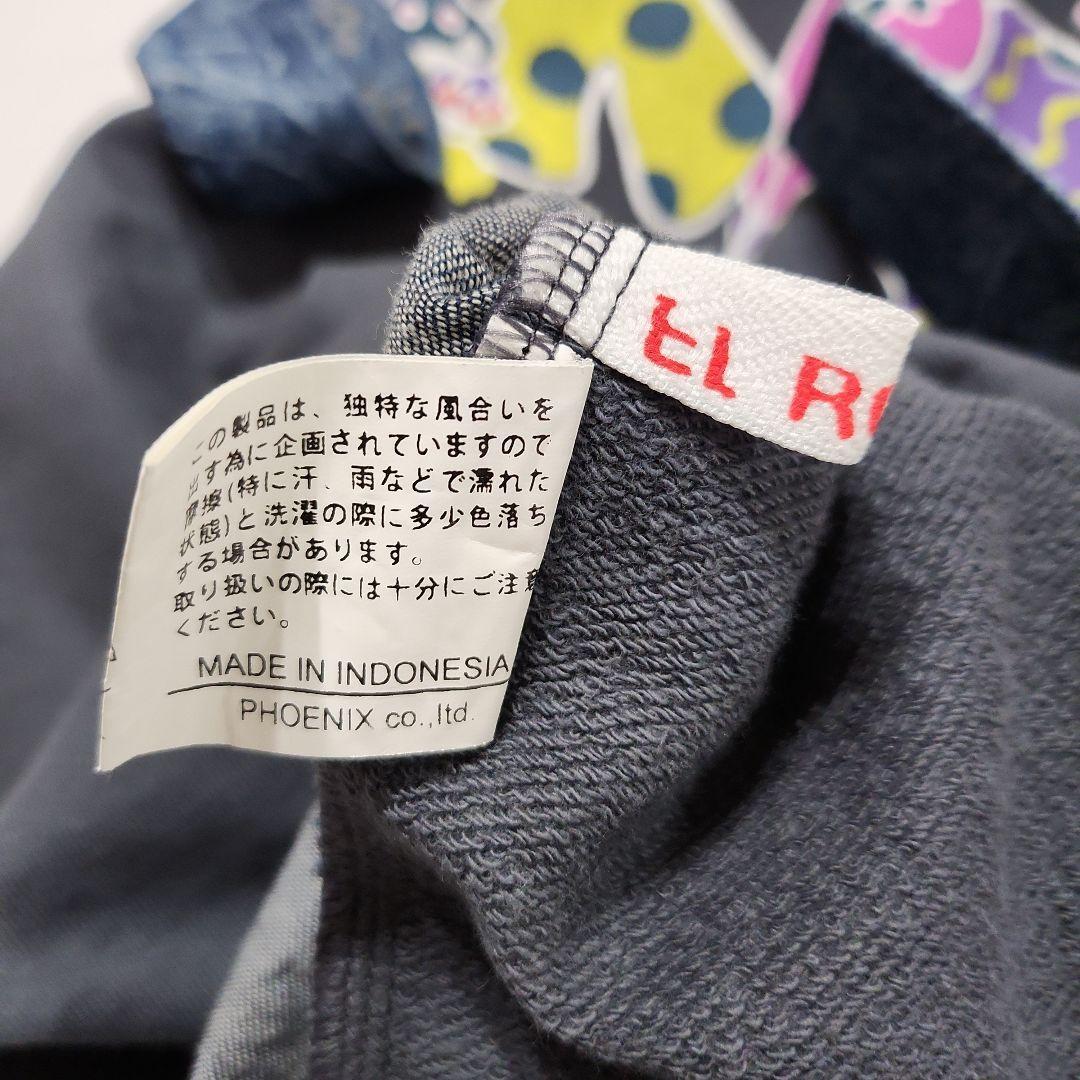 EL RO
この製品は、独特な風合いを
出す為に企画されていますので
摩擦(特に汗、雨などで濡れた
状態)と洗濯の際に多少色落ち
する場合があります。
取り扱いの際には十分にご注意
ください。
MADE IN INDONESIA
PHOENIX co.,ltd.